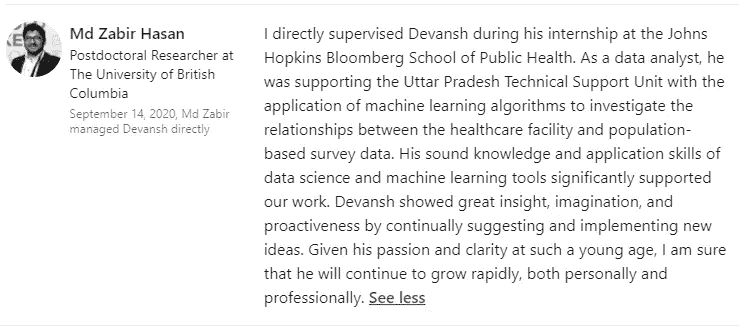 Md Zabir Hasan
Postdoctoral Researcher at
The University of British
Columbia
September 14, 2020, Md Zabir
managed Devansh directly
I directly supervised Devansh during his internship at the Johns
Hopkins Bloomberg School of Public Health. As a data analyst, he
was supporting the Uttar Pradesh Technical Support Unit with the
application of machine learning algorithms to investigate the
relationships between the healthcare facility and population-
based survey data. His sound knowledge and application skills of
data science and machine learning tools significantly supported
our work. Devansh showed great insight, imagination, and
proactiveness by continually suggesting and implementing new
ideas. Given his passion and clarity at such a young age, I am sure
that he will continue to grow rapidly, both personally and
professionally. See less